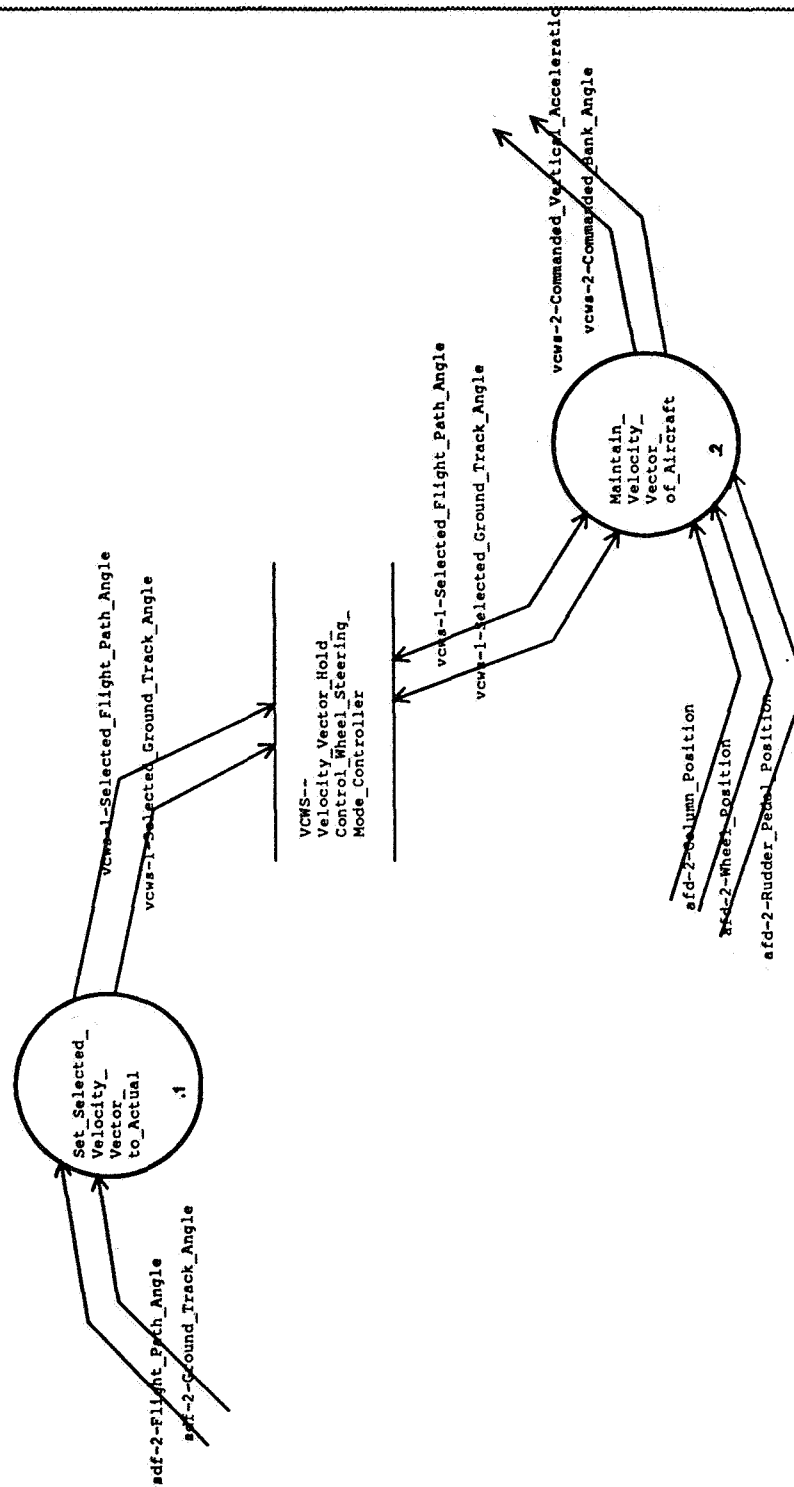 Set_Selected_
Velocity_
Vector_
to_Actual
.1
sdf-2-Flight_Path_Angle
sdf-2-Ground_Track_Angle
vcws-1-Selected_Flight_Path_Angle
vcws-1-Selected_Ground_Track_Angle
VCWS--
Velocity_Vector_Hold_
Control_Wheel_Steering_
Mode_Controller
vcws-1-Selected_Flight_Path_Angle
vcws-1-Selected_Ground_Track_Angle
vcws-2-Commanded_Vertical_Acceleratio
vcws-2-Commanded_Bank_Angle
Maintain_
Velocity_
Vector_
of_Aircraft
.2
afd-2-Column_Position
afd-2-Wheel_Position
afd-2-Rudder_Pedal_Position